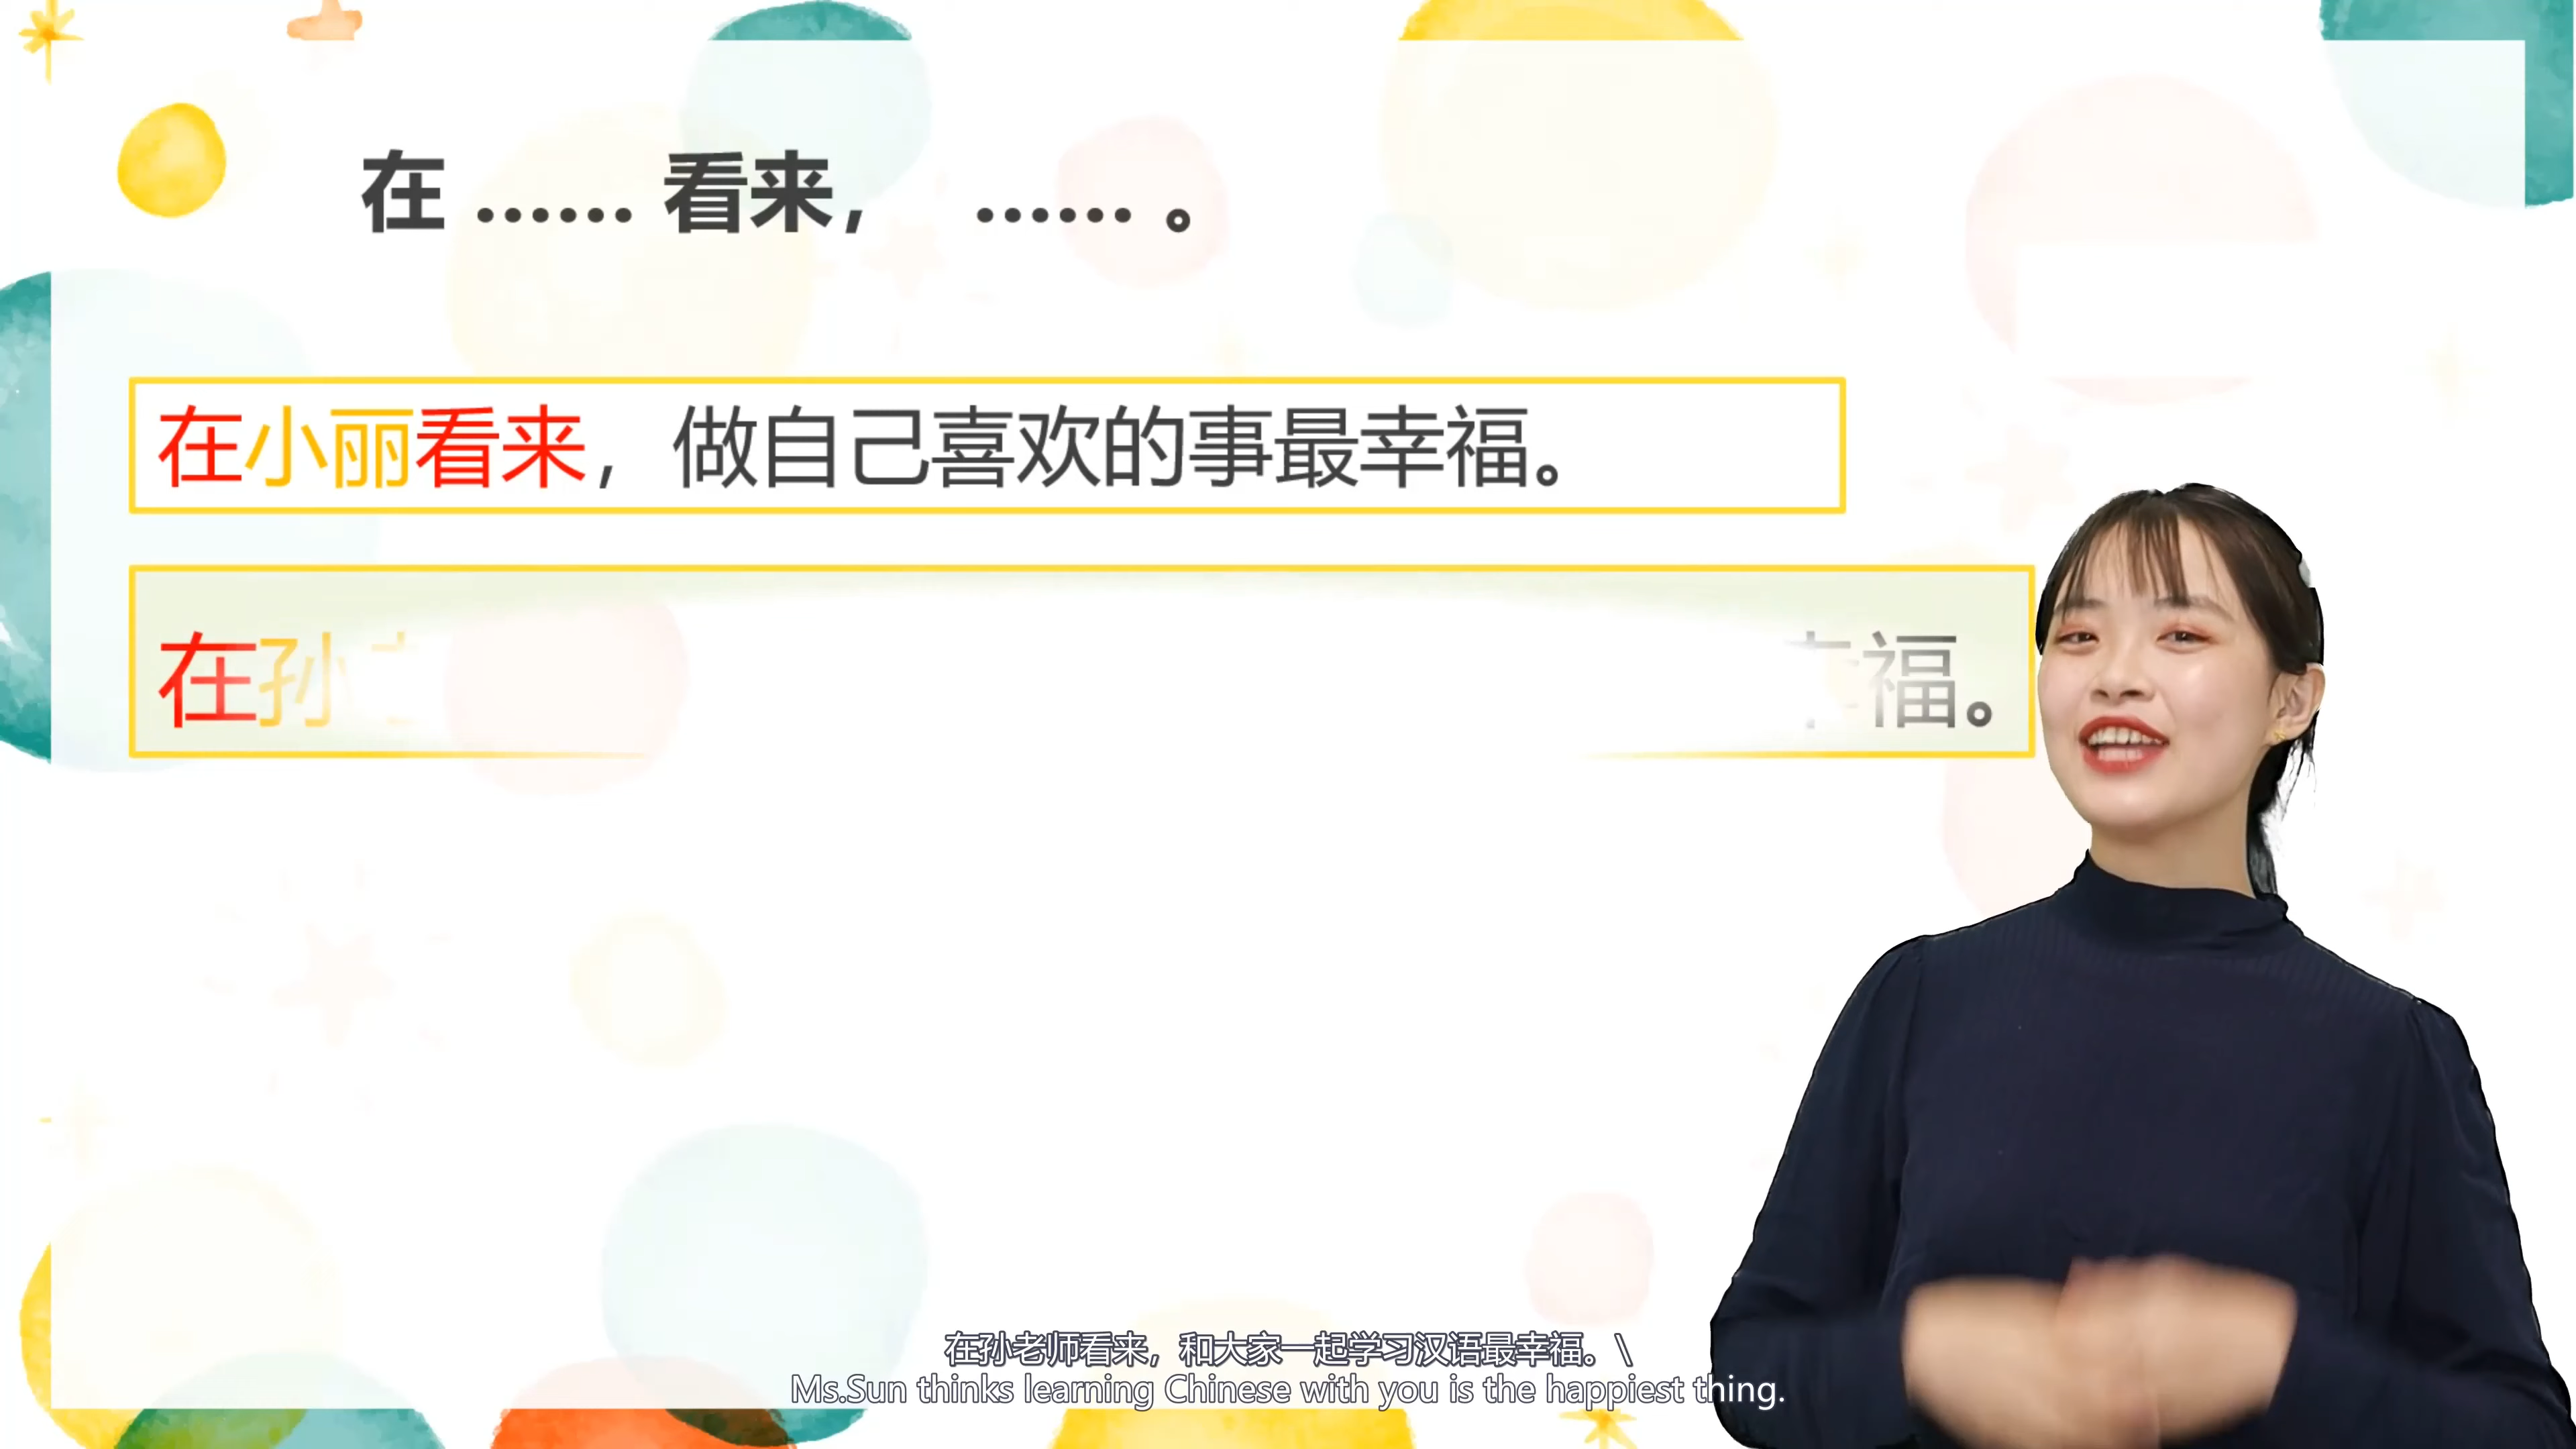 在 …… 看来， …… 。
在小丽看来，做自己喜欢的事最幸福。
在孙 福。
在孙老师看来，和大家一起学习汉语最幸福。\
Ms.Sun thinks learning Chinese with you is the happiest thing.